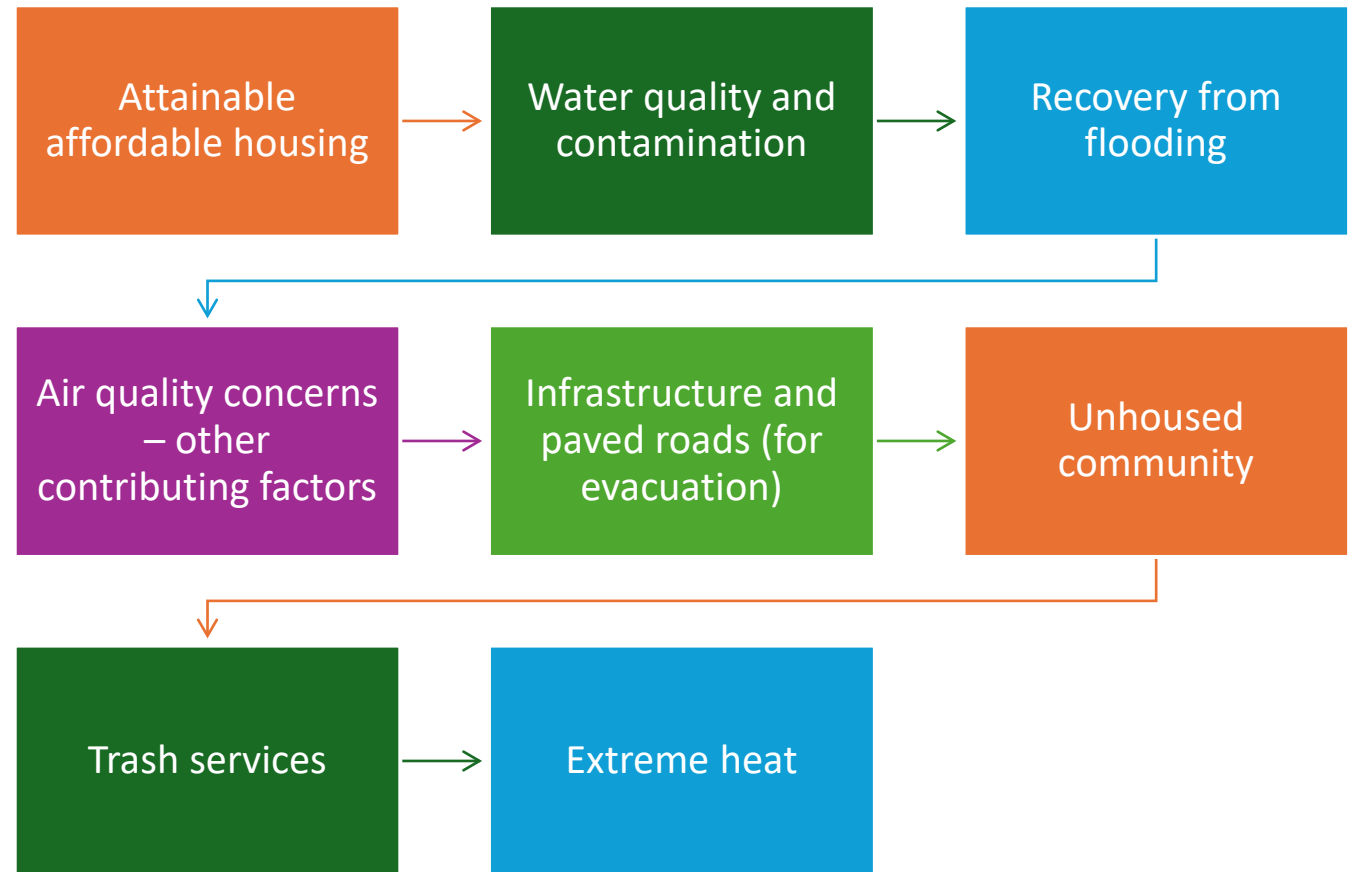 Attainable
affordable housing
Water quality and
contamination
Recovery from
flooding
Air quality concerns
– other
contributing factors
Infrastructure and
paved roads (for
evacuation)
Unhoused
community
Trash services
Extreme heat